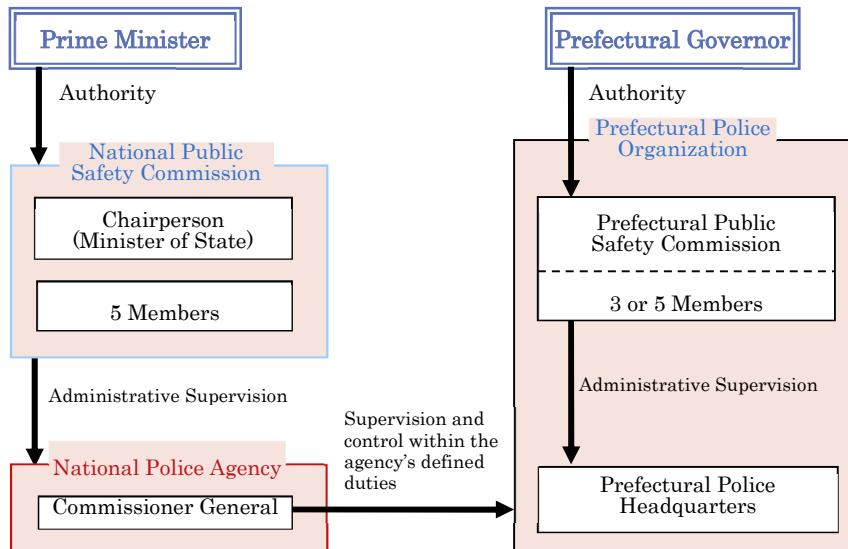 Prime Minister
Authority
National Public
Safety Commission
Chairperson
(Minister of State)
5 Members
Administrative Supervision
National Police Agency
Commissioner General
Supervision and
control within the
agency’s defined
duties
Prefectural Governor
Authority
Prefectural Police
Organization
Prefectural Public
Safety Commission
3 or 5 Members
Administrative Supervision
Prefectural Police
Headquarters